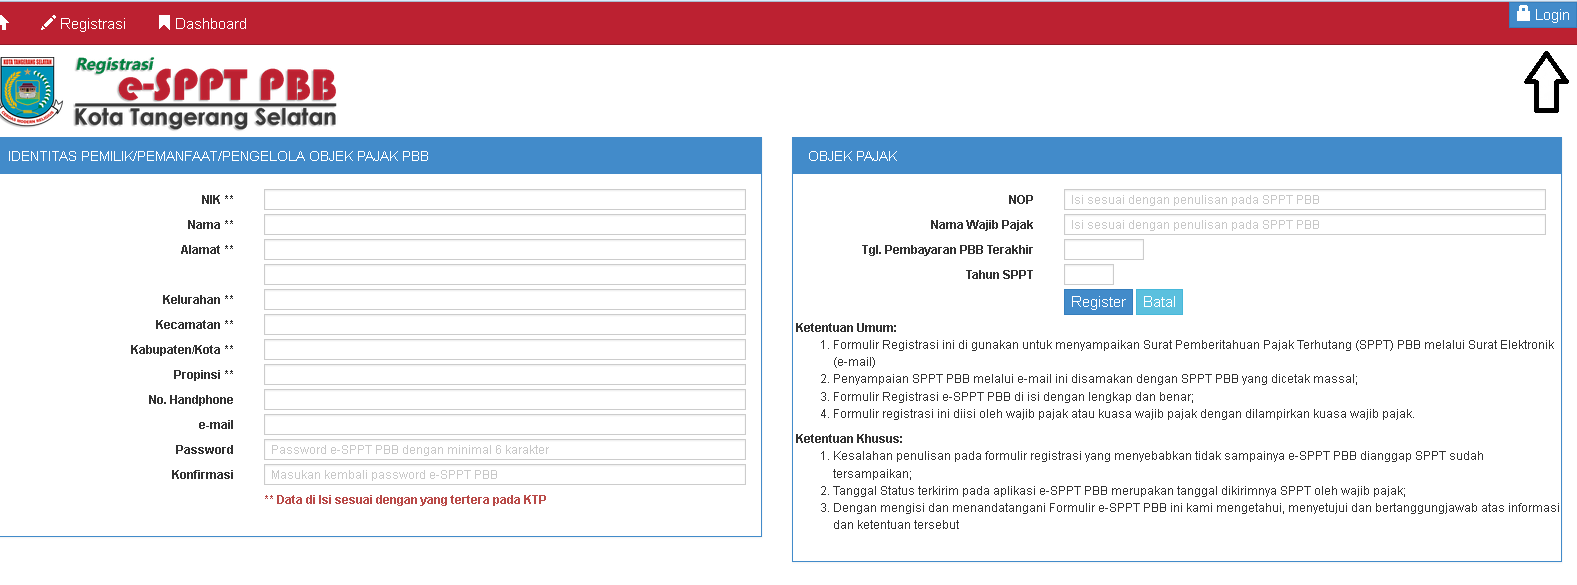 Registrasi
Dashboard
Login
KOTA TANGERANG SELATAN
Registrasi
e-SPPT PBB
Kota Tangerang Selatan
IDENTITAS PEMILIK/PEMANFAAT/PENGELOLA OBJEK PAJAK PBB
NIK **
Nama **
Alamat **
Kelurahan **
Kecamatan **
Kabupaten/Kota **
Propinsi **
No. Handphone
e-mail
Password Password e-SPPT PBB dengan minimal 6 karakter
Konfirmasi Masukan kembali password e-SPPT PBB
** Data di Isi sesuai dengan yang tertera pada KTP
OBJEK PAJAK
NOP Isi sesuai dengan penulisan pada SPPT PBB
Nama Wajib Pajak Isi sesuai dengan penulisan pada SPPT PBB
Tgl. Pembayaran PBB Terakhir
Tahun SPPT
Register Batal
Ketentuan Umum:
1. Formulir Registrasi ini di gunakan untuk menyampaikan Surat Pemberitahuan Pajak Terhutang (SPPT) PBB melalui Surat Elektronik
(e-mail)
2. Penyampaian SPPT PBB melalui e-mail ini disamakan dengan SPPT PBB yang dicetak massal;
3. Formulir Registrasi e-SPPT PBB di isi dengan lengkap dan benar;
4. Formulir registrasi ini diisi oleh wajib pajak atau kuasa wajib pajak dengan dilampirkan kuasa wajib pajak.
Ketentuan Khusus:
1. Kesalahan penulisan pada formulir registrasi yang menyebabkan tidak sampainya e-SPPT PBB dianggap SPPT sudah
tersampaikan;
2. Tanggal Status terkirim pada aplikasi e-SPPT PBB merupakan tanggal dikirimnya SPPT oleh wajib pajak;
3. Dengan mengisi dan menandatangani Formulir e-SPPT PBB ini kami mengetahui, menyetujui dan bertanggungjawab atas informasi
dan ketentuan tersebut